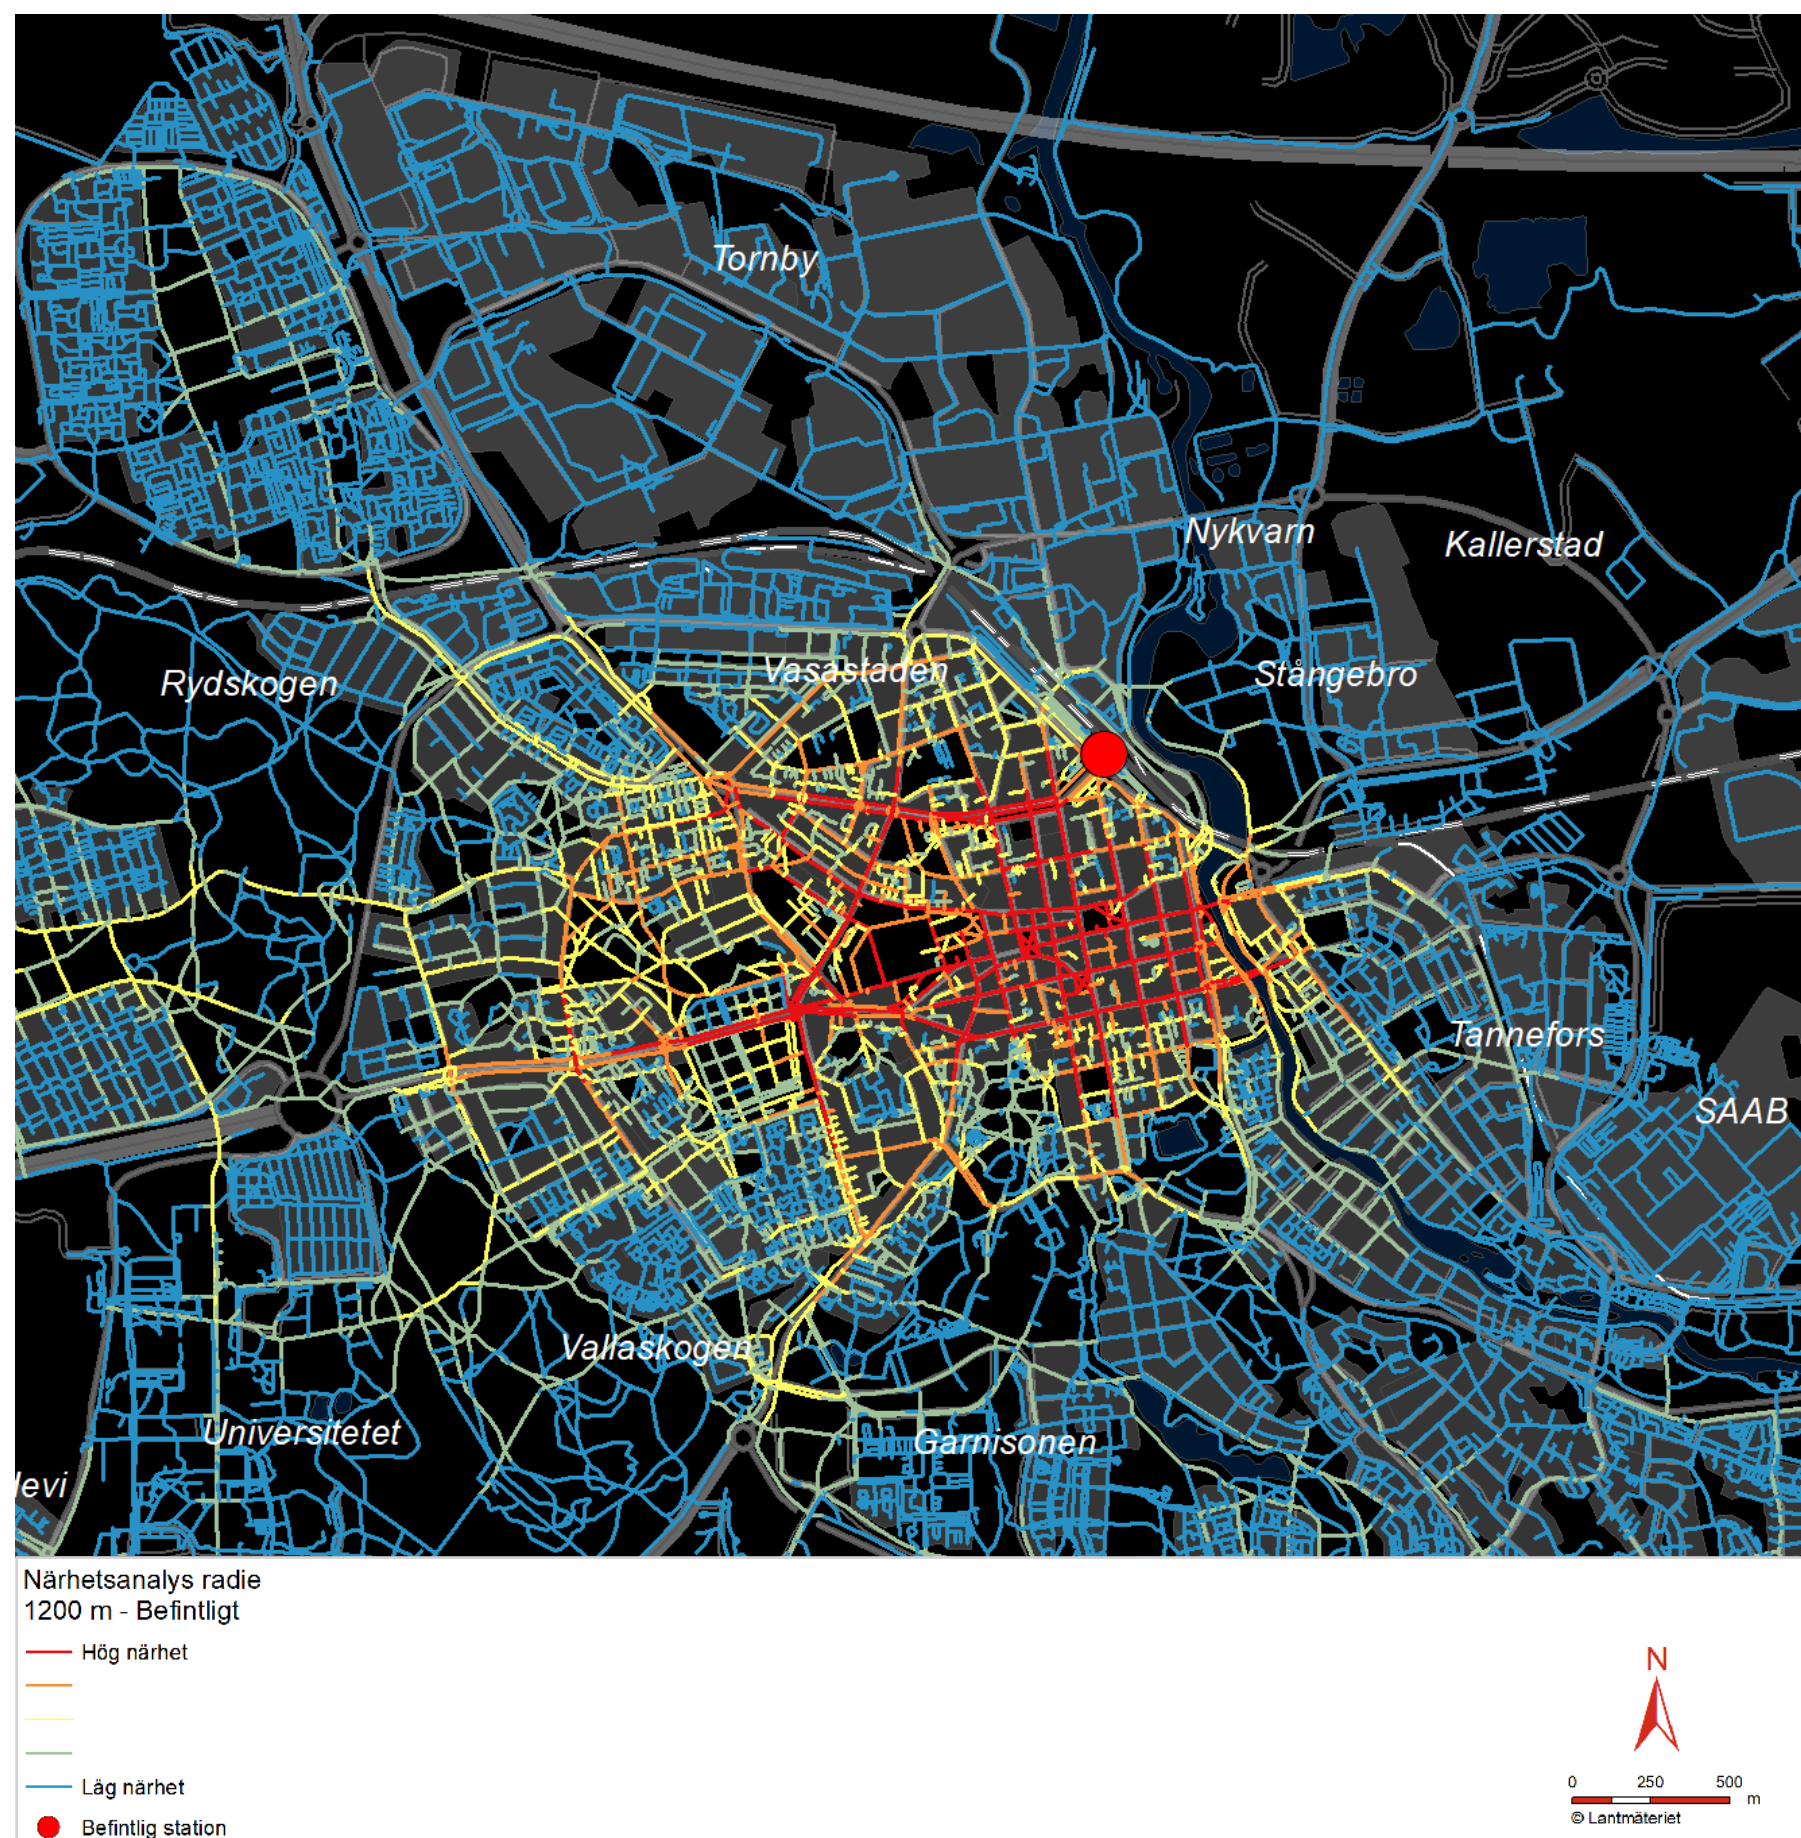 Tornby
Nykvarn
Kallerstad
Rydskogen
Vasastaden
Stångebro
Tannefors
SAAB
Vallaskogen
Universitetet
Garnisonen
levi
Närhetsanalys radie
1200 m - Befintligt
Hög närhet
Låg närhet
Befintlig station
N
0 250 500
m
© Lantmäteriet